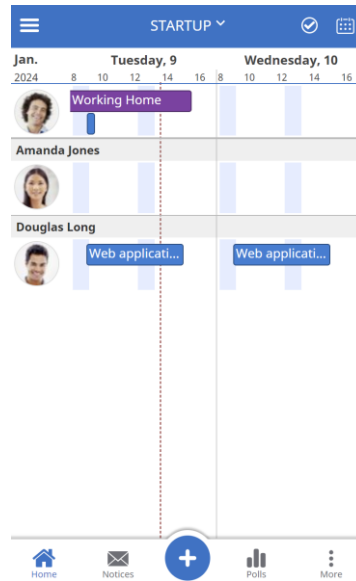 STARTUP
Jan. Tuesday, 9 Wednesday, 10
2024 8 10 12 14 16 8 10 12 14 16
Working Home
Amanda Jones
Douglas Long
Web applicati... Web applicati...
Home Notices + Polls More